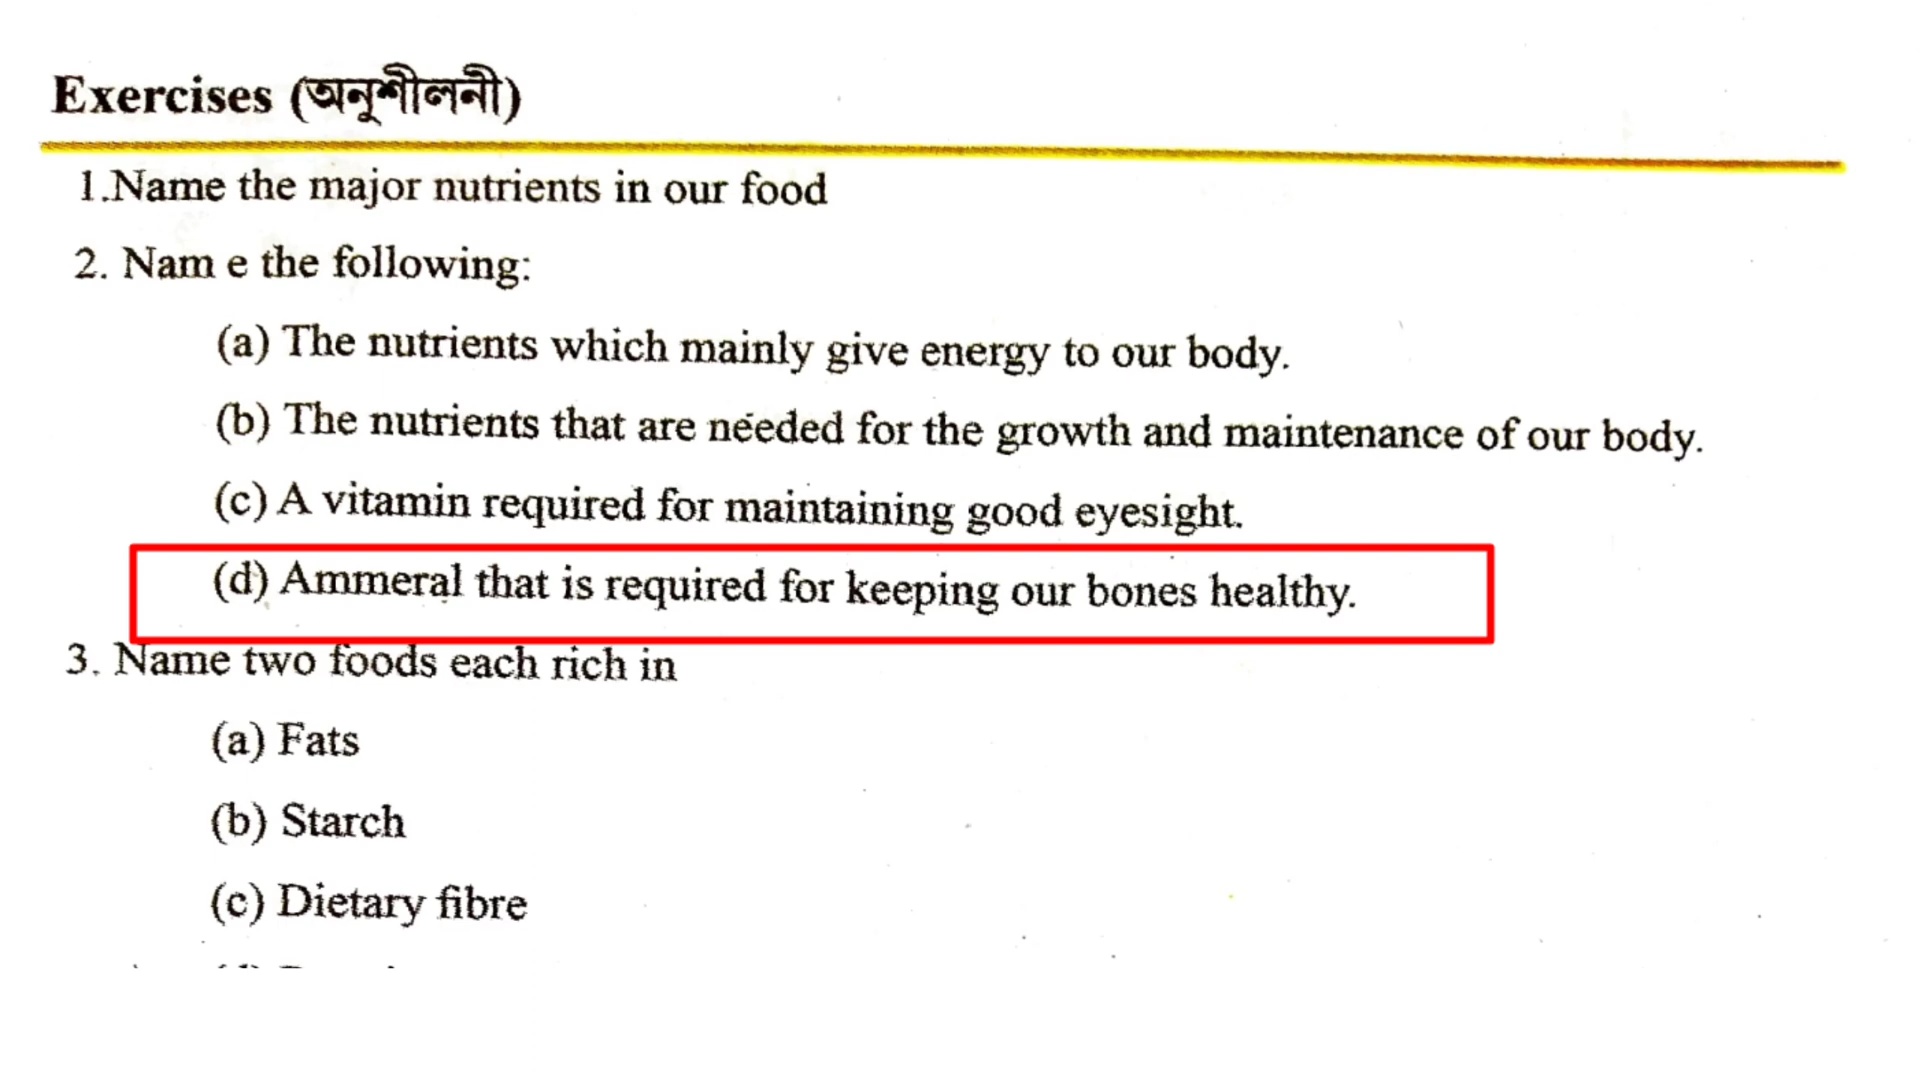 Exercises (অনুশীলনী)
1.Name the major nutrients in our food
2. Nam e the following:
(a) The nutrients which mainly give energy to our body.
(b) The nutrients that are needed for the growth and maintenance of our body.
(c) A vitamin required for maintaining good eyesight.
(d) Ammeral that is required for keeping our bones healthy.
3. Name two foods each rich in
(a) Fats
(b) Starch
(c) Dietary fibre